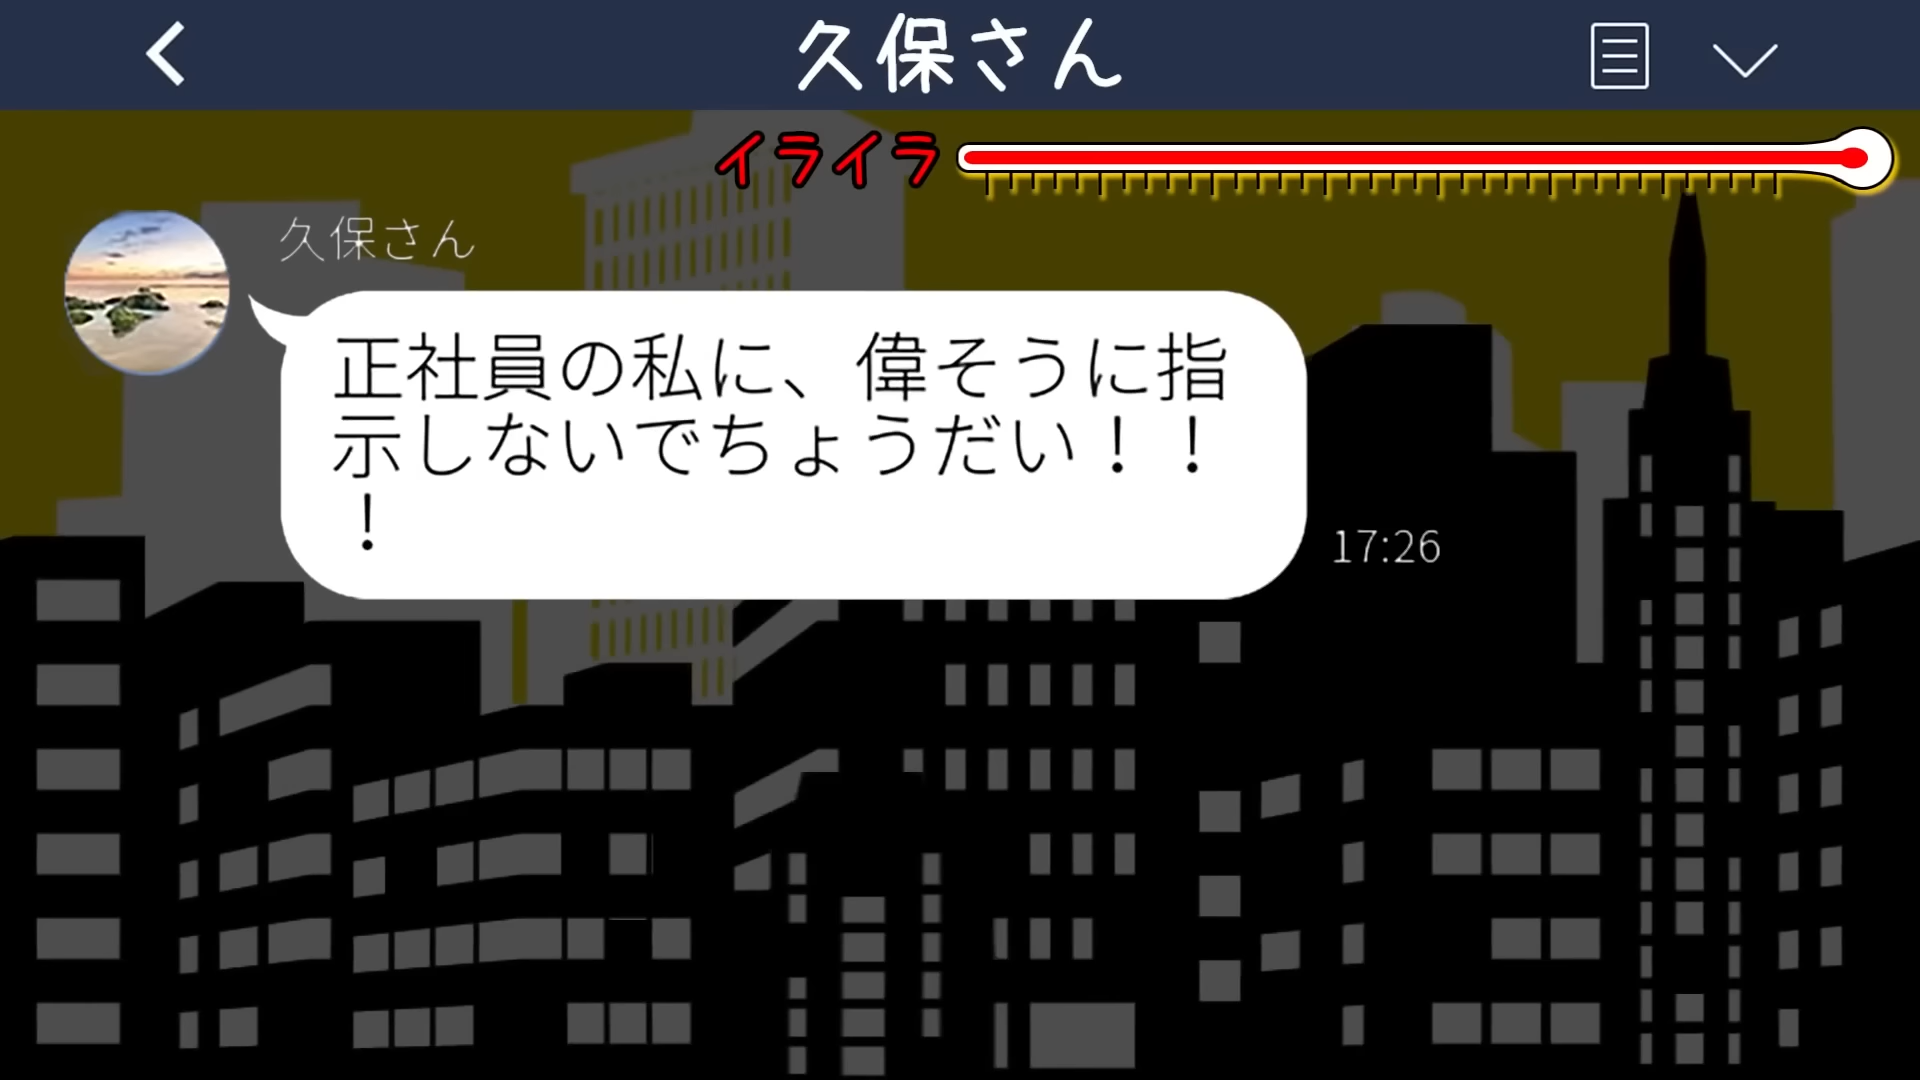 久保さん
イライラ
久保さん
正社員の私に、偉そうに指
示しないでちょうだい！！
！
17:26